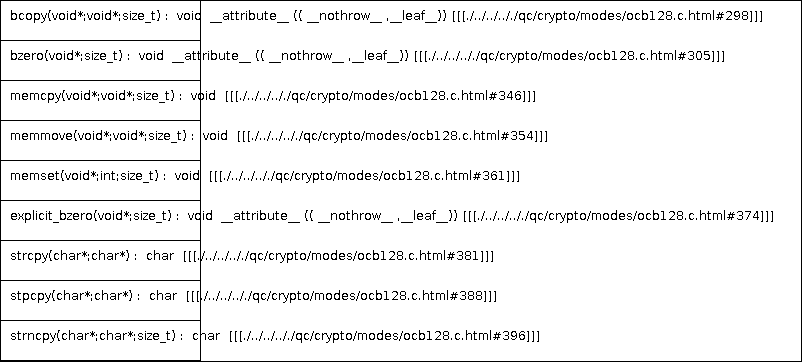 bcopy(void*;void*;size_t) : void __attribute__ (( __nothrow__ ,__leaf__)) [[[./../../../qc/crypto/modes/ocb128.c.html#298]]]
bzero(void*;size_t) : void __attribute__ (( __nothrow__ ,__leaf__)) [[[./../../../qc/crypto/modes/ocb128.c.html#305]]]
memcpy(void*;void*;size_t) : void [[[./../../../qc/crypto/modes/ocb128.c.html#346]]]
memmove(void*;void*;size_t) : void [[[./../../../qc/crypto/modes/ocb128.c.html#354]]]
memset(void*;int;size_t) : void [[[./../../../qc/crypto/modes/ocb128.c.html#361]]]
explicit_bzero(void*;size_t) : void __attribute__ (( __nothrow__ ,__leaf__)) [[[./../../../qc/crypto/modes/ocb128.c.html#374]]]
strcpy(char*;char*) : char [[[./../../../qc/crypto/modes/ocb128.c.html#381]]]
stpcpy(char*;char*) : char [[[./../../../qc/crypto/modes/ocb128.c.html#388]]]
strncpy(char*;char*;size_t) : char [[[./../../../qc/crypto/modes/ocb128.c.html#396]]]